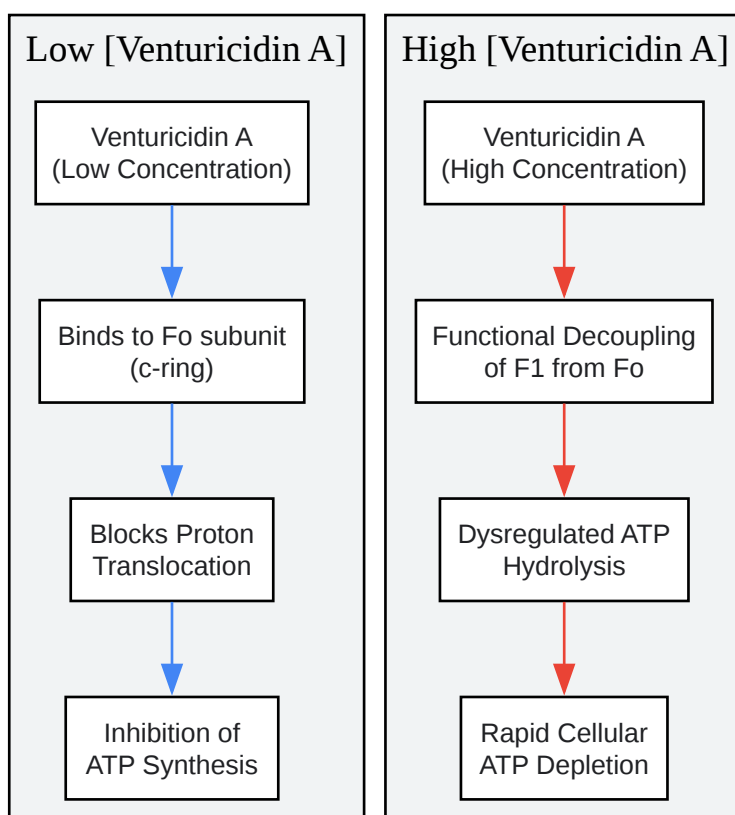 Low [Venturicidin A]
Venturicidin A
(Low Concentration)
Binds to Fo subunit
(c-ring)
Blocks Proton
Translocation
Inhibition of
ATP Synthesis
High [Venturicidin A]
Venturicidin A
(High Concentration)
Functional Decoupling
of F1 from Fo
Dysregulated ATP
Hydrolysis
Rapid Cellular
ATP Depletion